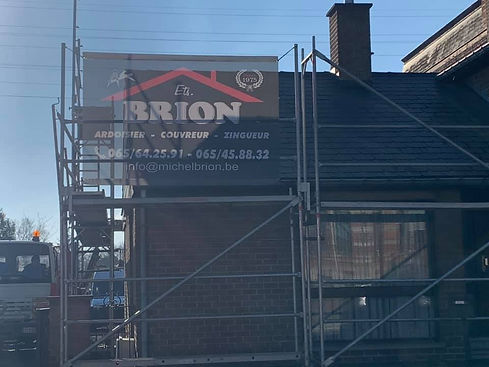 1975
Ets.
BRION
ARDOISIER - COUVREUR - ZINGUEUR
065/64.25.91 - 065/45.88.32
info@michelbrion.be